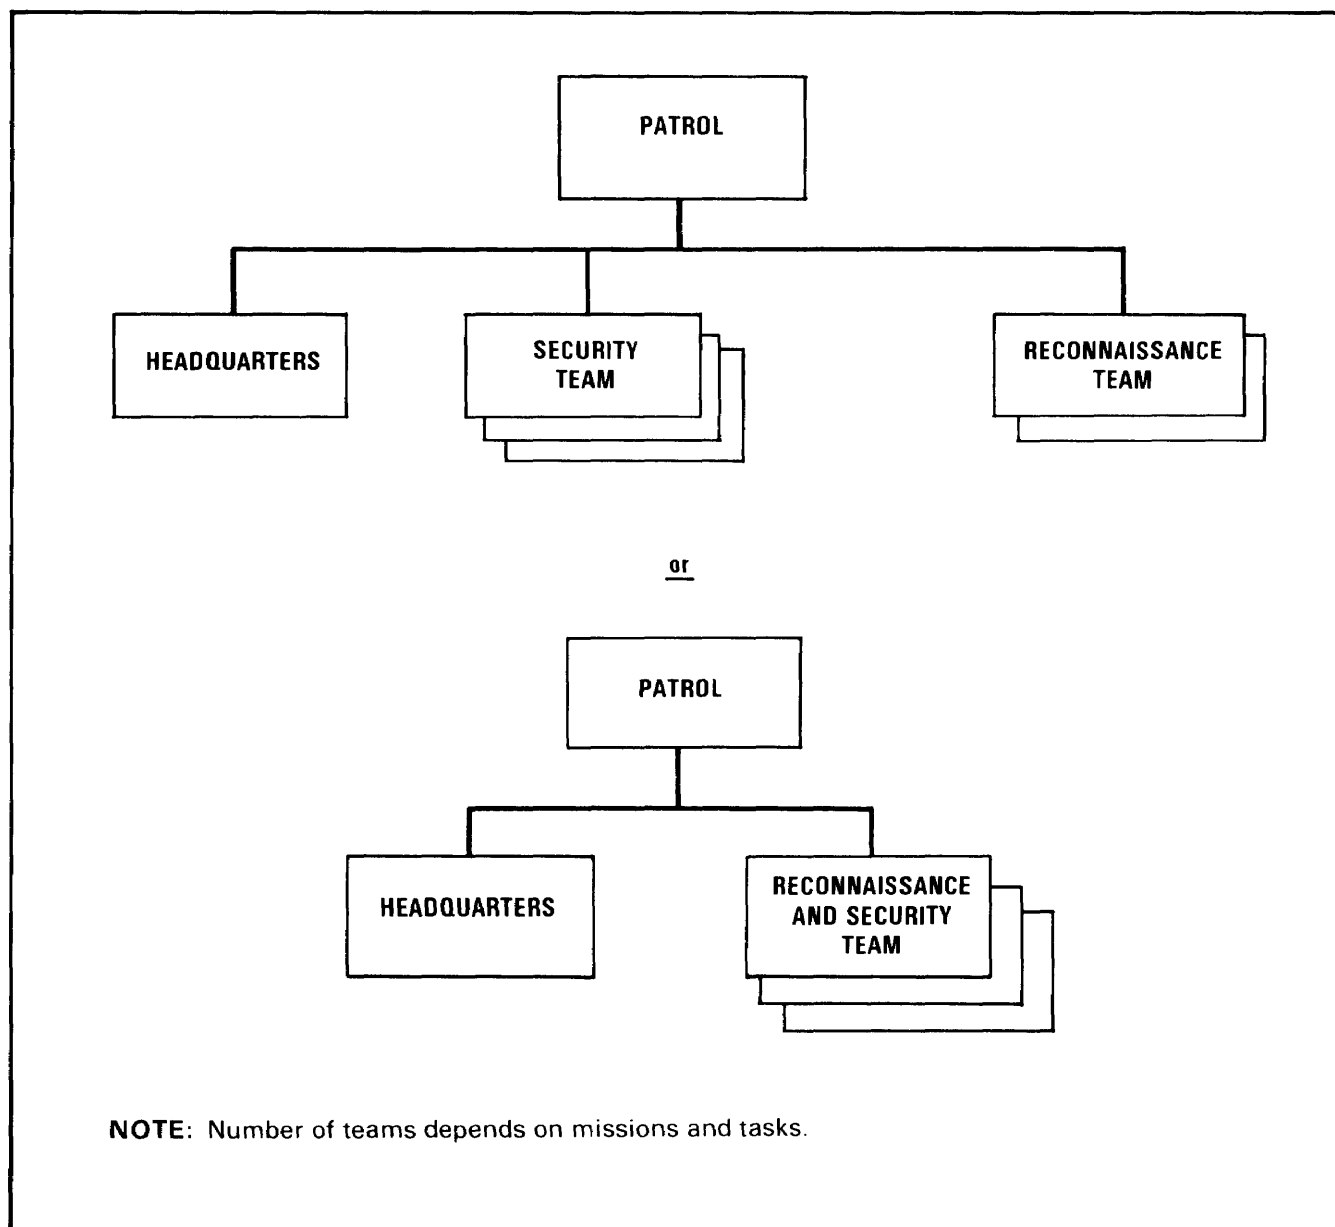 PATROL
HEADQUARTERS
SECURITY
TEAM
RECONNAISSANCE
TEAM
or
PATROL
HEADQUARTERS
RECONNAISSANCE
AND SECURITY
TEAM
NOTE: Number of teams depends on missions and tasks.